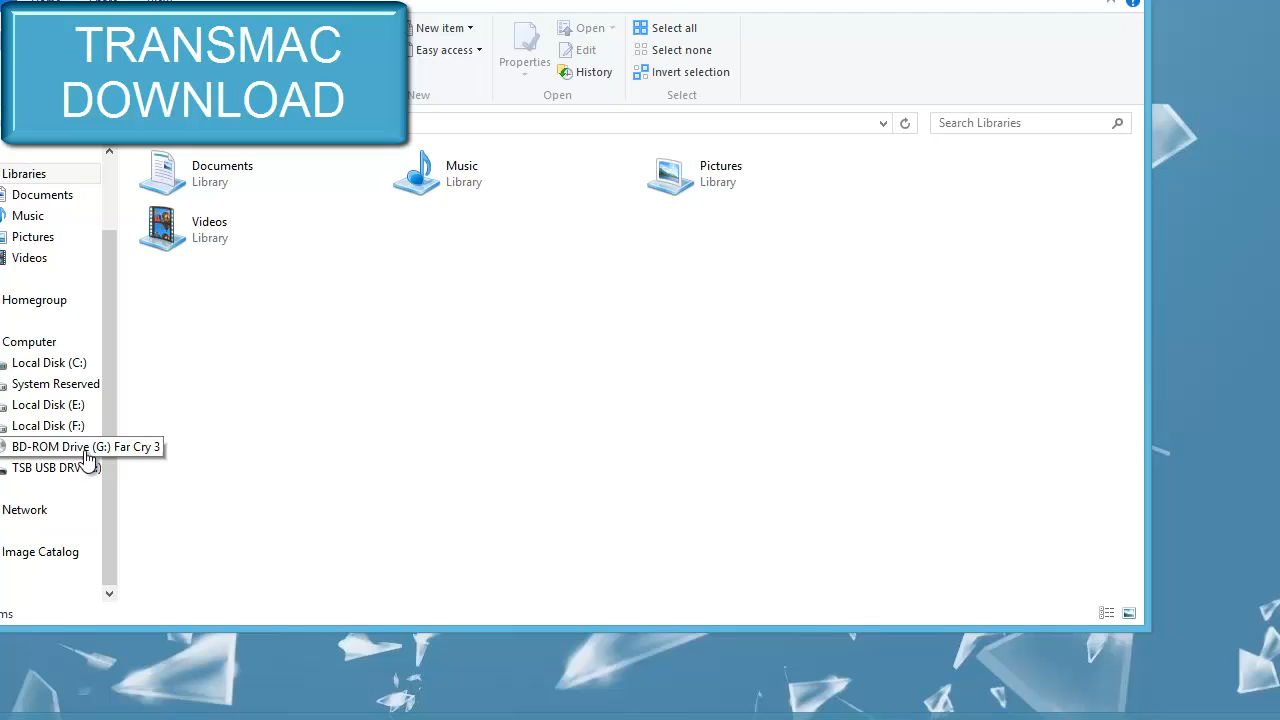 TRANSMAC
DOWNLOAD
New item
Easy access
New
Properties
Open
Edit
History
Open
Select all
Select none
Invert selection
Select
Search Libraries
Libraries
Documents
Music
Pictures
Videos
Homegroup
Computer
Local Disk (C:)
System Reserved
Local Disk (E:)
Local Disk (F:)
BD-ROM Drive (G:) Far Cry 3
TSB USB DRV
Network
Image Catalog
Documents
Library
Music
Library
Pictures
Library
Videos
Library
ms